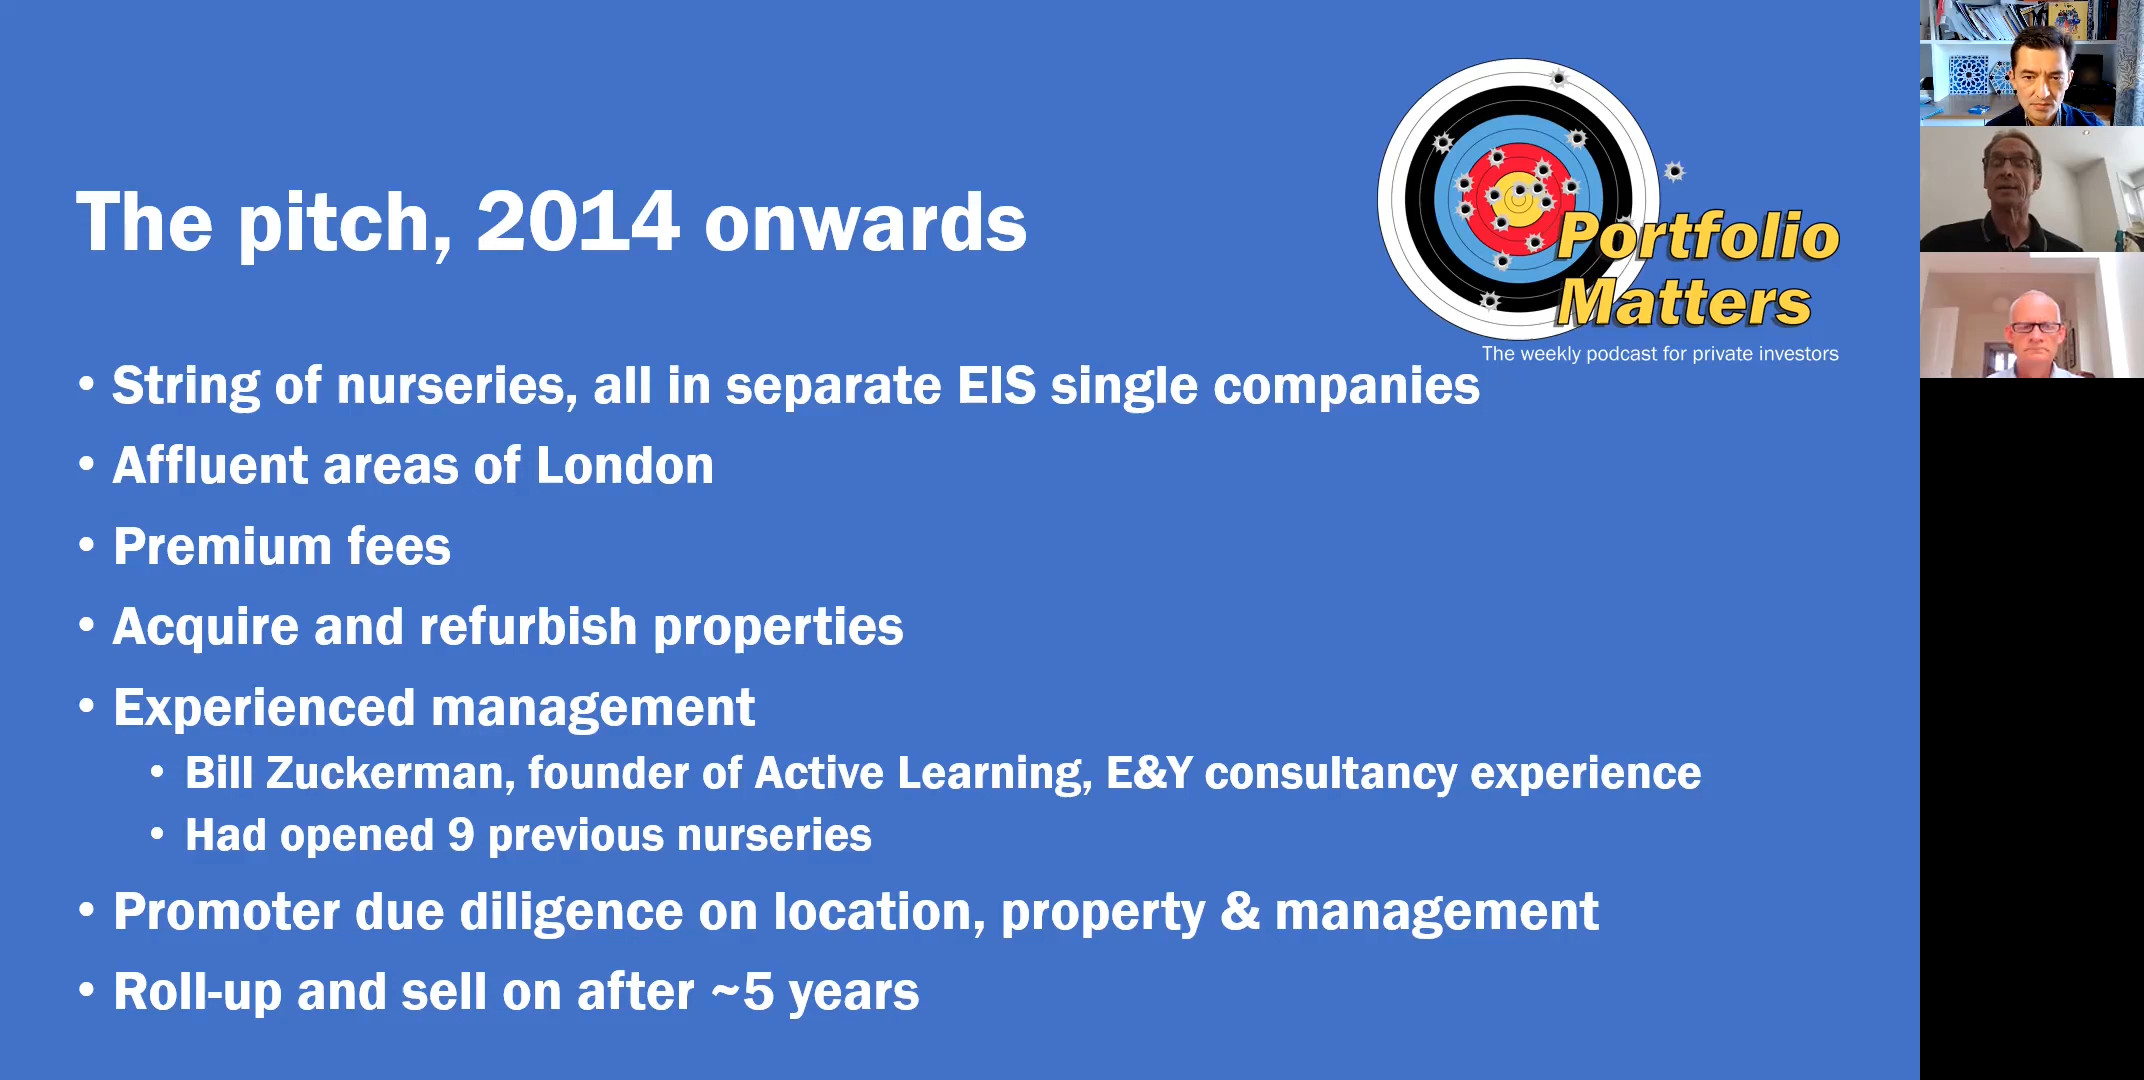 The pitch, 2014 onwards
Portfolio
Matters
The weekly podcast for private investors
• String of nurseries, all in separate EIS single companies
• Affluent areas of London
• Premium fees
• Acquire and refurbish properties
• Experienced management
• Bill Zuckerman, founder of Active Learning, E&Y consultancy experience
• Had opened 9 previous nurseries
• Promoter due diligence on location, property & management
• Roll-up and sell on after ~5 years